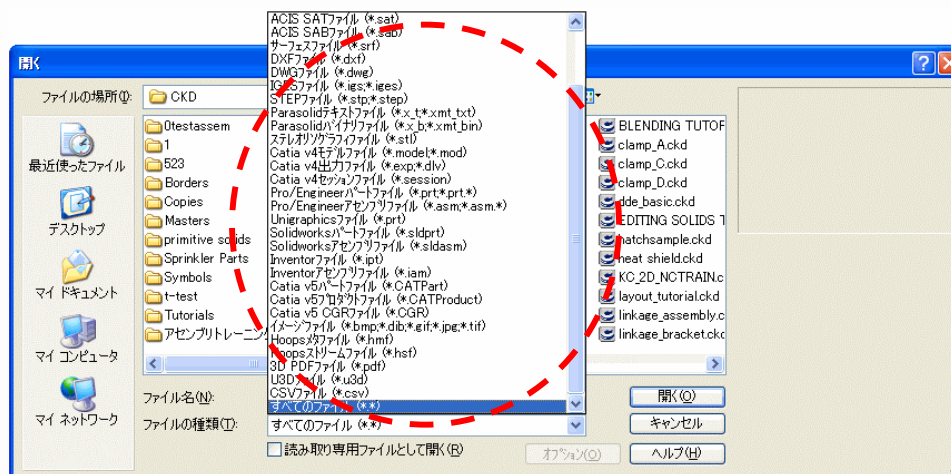 開く
ファイルの場所(I):
CKD
最近使ったファイル
デスクトップ
マイ ドキュメント
マイ コンピュータ
マイ ネットワーク
0testassem
1
523
Borders
Copies
Masters
primitive solids
Sprinkler Parts
Symbols
t-test
Tutorials
アセンブリトレーニン
ACIS SATファイル (*.sat)
ACIS SABファイル (*.sab)
サーフェスファイル (*.srf)
DXFファイル (*.dxf)
DWGファイル (*.dwg)
IGESファイル (*.igs;*.iges)
STEPファイル (*.stp;*.step)
Parasolidテキストファイル (*.x_t;*.xmt_txt)
Parasolidバイナリファイル (*.x_b;*.xmt_bin)
ステレオリソグラフィファイル (*.stl)
Catia v4モデルファイル (*.model;*.mod)
Catia v4出力ファイル (*.exp;*.dlv)
Catia v4セッションファイル (*.session)
Pro/Engineerパートファイル (*.prt;*.prt.*)
Pro/Engineerアセンブリファイル (*.asm;*.asm.*)
Unigraphicsファイル (*.prt)
Solidworksパートファイル (*.sldprt)
Solidworksアセンブリファイル (*.sldasm)
Inventorファイル (*.ipt)
Inventorアセンブリファイル (*.iam)
Catia v5パートファイル (*.CATPart)
Catia v5プロダクトファイル (*.CATProduct)
Catia v5 CGRファイル (*.CGR)
イメージファイル (*.bmp;*.dib;*.gif;*.jpg;*.tif)
Hoopsメタファイル (*.hmf)
Hoopsストリームファイル (*.hsf)
3D PDFファイル (*.pdf)
U3Dファイル (*.u3d)
CSVファイル (*.csv)
すべてのファイル (*.*)
BLENDING TUTOR
clamp_A.ckd
clamp_C.ckd
clamp_D.ckd
dde_basic.ckd
EDITING SOLIDS T
hatchsample.ckd
heat shield.ckd
KC_2D_NCTRAIN.c
layout_tutorial.ckd
linkage_assembly.c
linkage_bracket.ckd
ファイル名(N):
開く(O)
ファイルの種類(T):
すべてのファイル (*.*)
キャンセル
読み取り専用ファイルとして開く(R)
オプション(O)
ヘルプ(H)